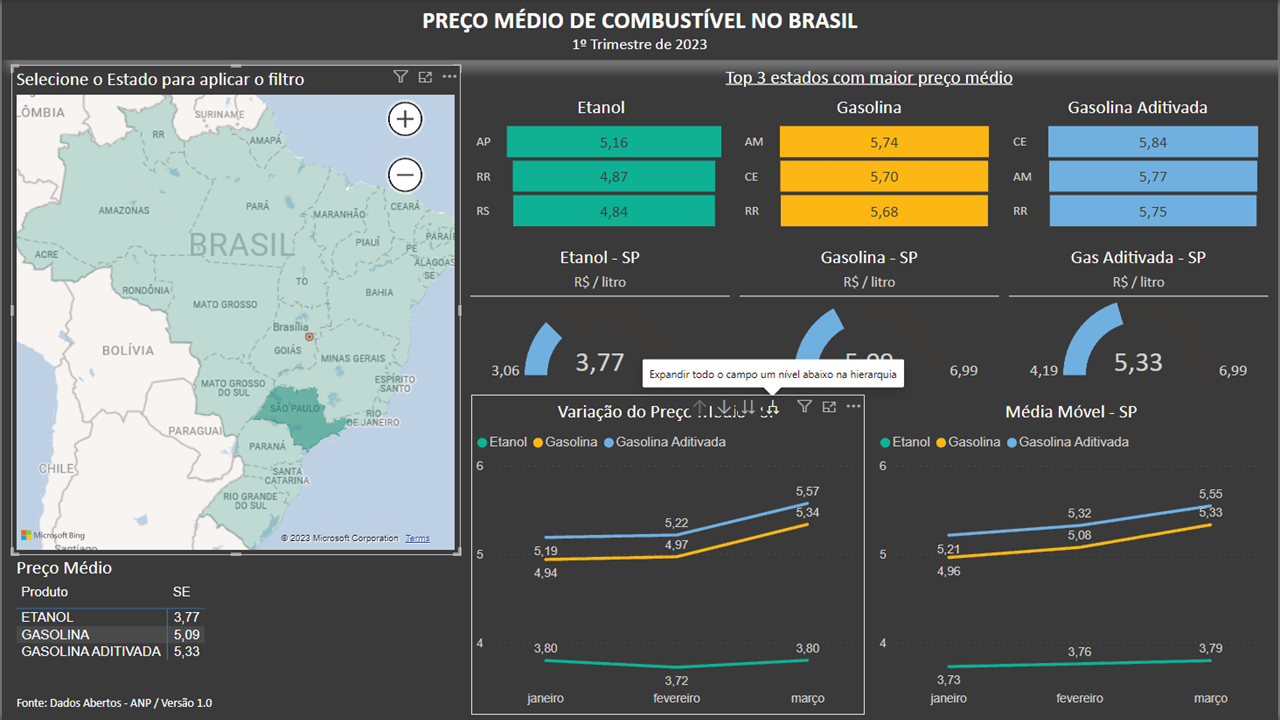 PREÇO MÉDIO DE COMBUSTÍVEL NO BRASIL
1º Trimestre de 2023
Selecione o Estado para aplicar o filtro
LÔMBIA
SURINAME
RR
AMAPÁ
AMAZONAS
PARÁ
MARANHÃO
CEARÁ
BRASIL
PIAUÍ
PARAÍB
PE
ACRE
ALAGOAS
SE
RONDÔNIA
TO
BAHIA
MATO GROSSO
Brasília
GOIÁS
BOLÍVIA
MINAS GERAIS
MATO GROSSO
DO SUL
ESPÍRITO
SANTO
SÃO PAULO
RIO
DE JANEIRO
PARAGUAI
PARANÁ
CHILE
SANTA
CATARINA
RIO GRANDE
DO SUL
Microsoft Bing
Santiago
© 2023 Microsoft Corporation Terms
Preço Médio
Produto SE
ETANOL 3,77
GASOLINA 5,09
GASOLINA ADITIVADA 5,33
Fonte: Dados Abertos - ANP / Versão 1.0
Top 3 estados com maior preço médio
Etanol
AP 5,16
RR 4,87
RS 4,84
Gasolina
AM 5,74
CE 5,70
RR 5,68
Gasolina Aditivada
CE 5,84
AM 5,77
RR 5,75
Etanol - SP
R$ / litro
3,06
3,77
Gasolina - SP
R$ / litro
6,99
Gas Aditivada - SP
R$ / litro
4,19
5,33
6,99
Expandir todo o campo um nível abaixo na hierarquia
Variação do Preço - SP
Etanol Gasolina Gasolina Aditivada
6
5,57
5,34
5,22
4,97
5
5,19
4,94
4
3,80
3,72
3,80
janeiro fevereiro março
Média Móvel - SP
Etanol Gasolina Gasolina Aditivada
6
5,55
5,33
5,32
5,08
5
5,21
4,96
4
3,73
3,76
3,79
janeiro fevereiro março